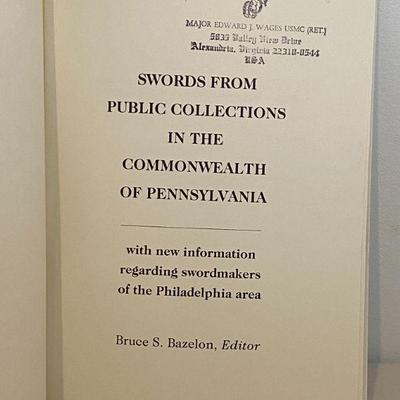 MAJOR EDWARD J. WAGES USMC (RET.)
5035 Valley View Drive
Alexandria, Virginia 22310-0544
USA
SWORDS FROM
PUBLIC COLLECTIONS
IN THE
COMMONWEALTH
OF PENNSYLVANIA
with new information
regarding swordmakers
of the Philadelphia area
Bruce S. Bazelon, Editor